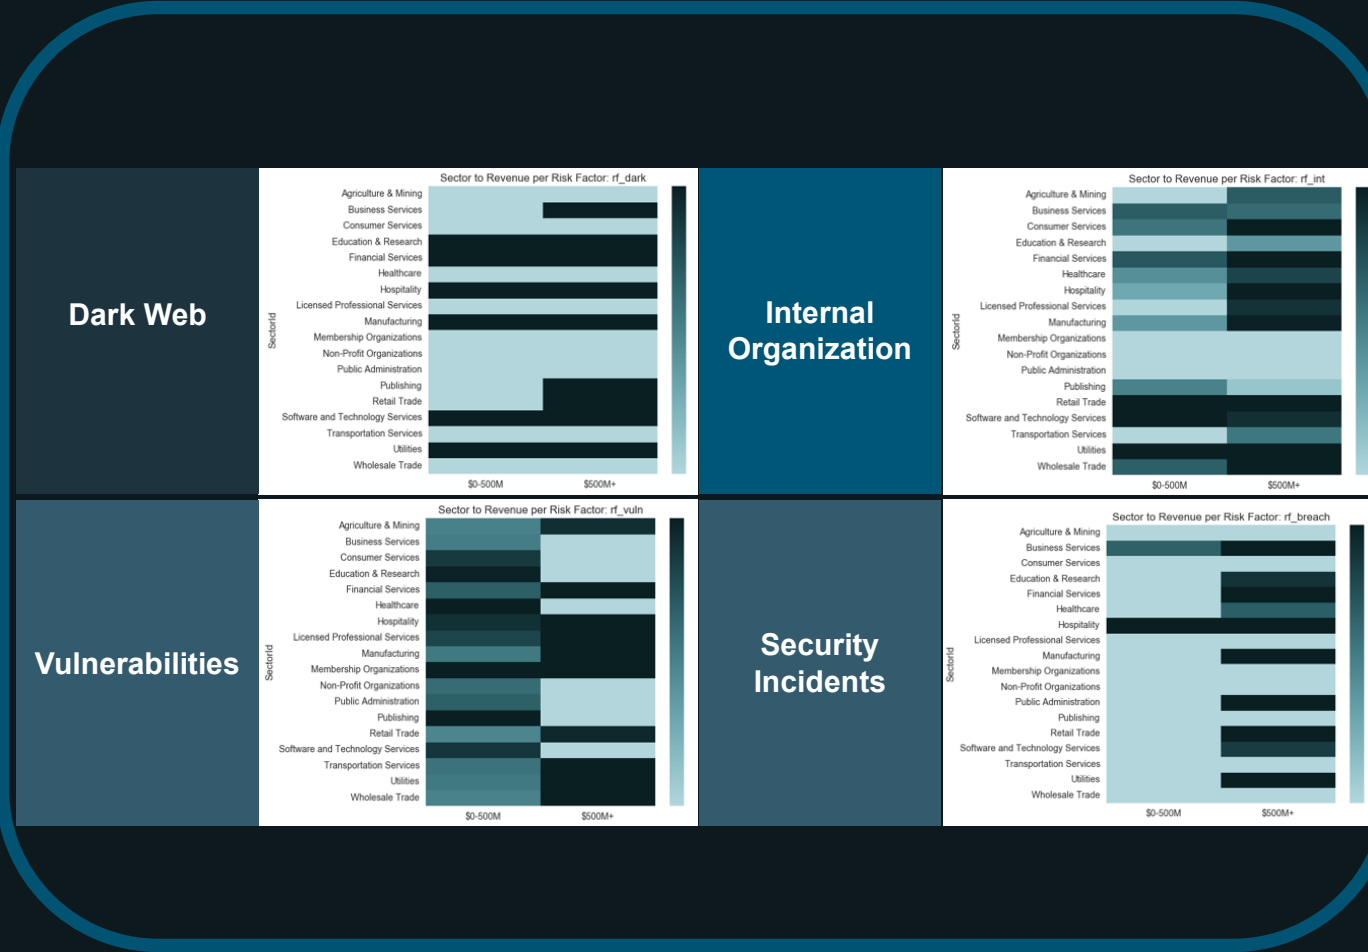 Dark Web
Sector to Revenue per Risk Factor: rf_dark
SectorId
Agriculture & Mining
Business Services
Consumer Services
Education & Research
Financial Services
Healthcare
Hospitality
Licensed Professional Services
Manufacturing
Membership Organizations
Non-Profit Organizations
Public Administration
Publishing
Retail Trade
Software and Technology Services
Transportation Services
Utilities
Wholesale Trade
$0-500M $500M+
Internal
Organization
Sector to Revenue per Risk Factor: rf_int
SectorId
Agriculture & Mining
Business Services
Consumer Services
Education & Research
Financial Services
Healthcare
Hospitality
Licensed Professional Services
Manufacturing
Membership Organizations
Non-Profit Organizations
Public Administration
Publishing
Retail Trade
Software and Technology Services
Transportation Services
Utilities
Wholesale Trade
$0-500M $500M+
Vulnerabilities
Sector to Revenue per Risk Factor: rf_vuln
SectorId
Agriculture & Mining
Business Services
Consumer Services
Education & Research
Financial Services
Healthcare
Hospitality
Licensed Professional Services
Manufacturing
Membership Organizations
Non-Profit Organizations
Public Administration
Publishing
Retail Trade
Software and Technology Services
Transportation Services
Utilities
Wholesale Trade
$0-500M $500M+
Security
Incidents
Sector to Revenue per Risk Factor: rf_breach
SectorId
Agriculture & Mining
Business Services
Consumer Services
Education & Research
Financial Services
Healthcare
Hospitality
Licensed Professional Services
Manufacturing
Membership Organizations
Non-Profit Organizations
Public Administration
Publishing
Retail Trade
Software and Technology Services
Transportation Services
Utilities
Wholesale Trade
$0-500M $500M+